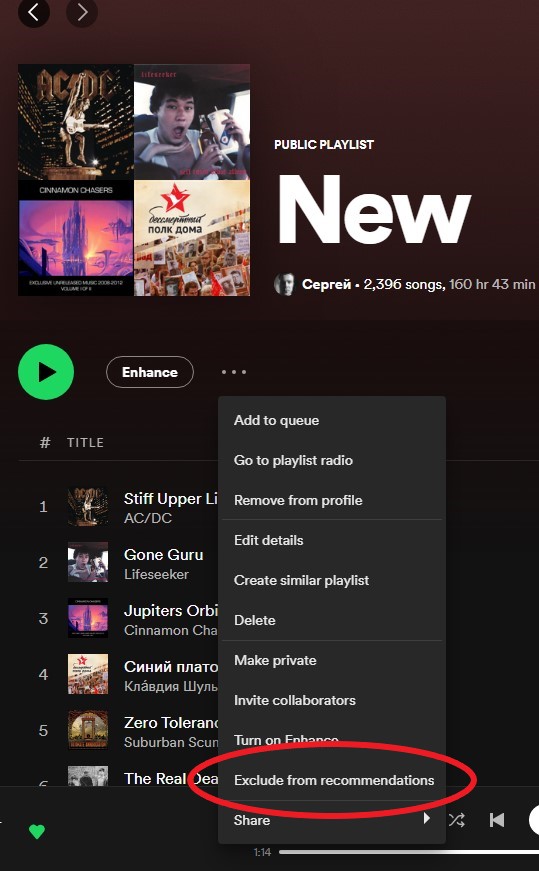 AC/DC
lifeseeker
CINNAMON CHASERS
EXCLUSIVE UNRELEASED MUSIC 2008-2012
VOLUME I OF II
бессмертный
полк дома
PUBLIC PLAYLIST
New
Сергей • 2,396 songs, 160 hr 43 min
Enhance
# TITLE
Add to queue
Go to playlist radio
Remove from profile
Edit details
Create similar playlist
Delete
Make private
Invite collaborators
Turn on Enhance
Exclude from recommendations
Share
1 Stiff Upper Li
AC/DC
2 Gone Guru
Lifeseeker
3 Jupiters Orbi
Cinnamon Cha
4 Синий плато
Кла́вдия Шуль
5 Zero Toleranc
Suburban Scun
6 The Real Dea
1:14